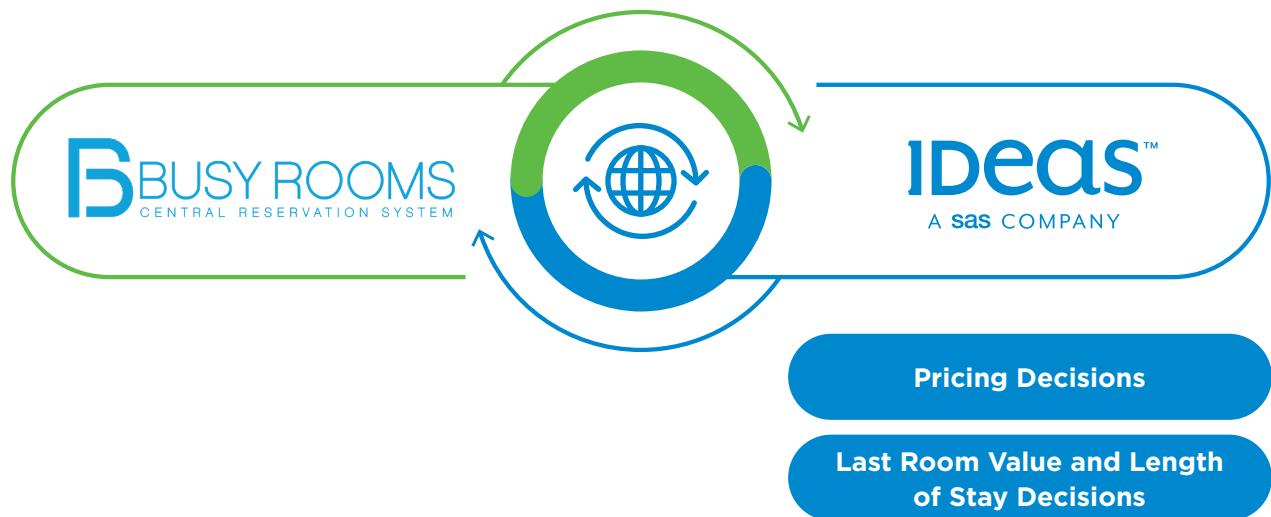 BUSY ROOMS
CENTRAL RESERVATION SYSTEM
IDeaS™
A sas COMPANY
Pricing Decisions
Last Room Value and Length
of Stay Decisions